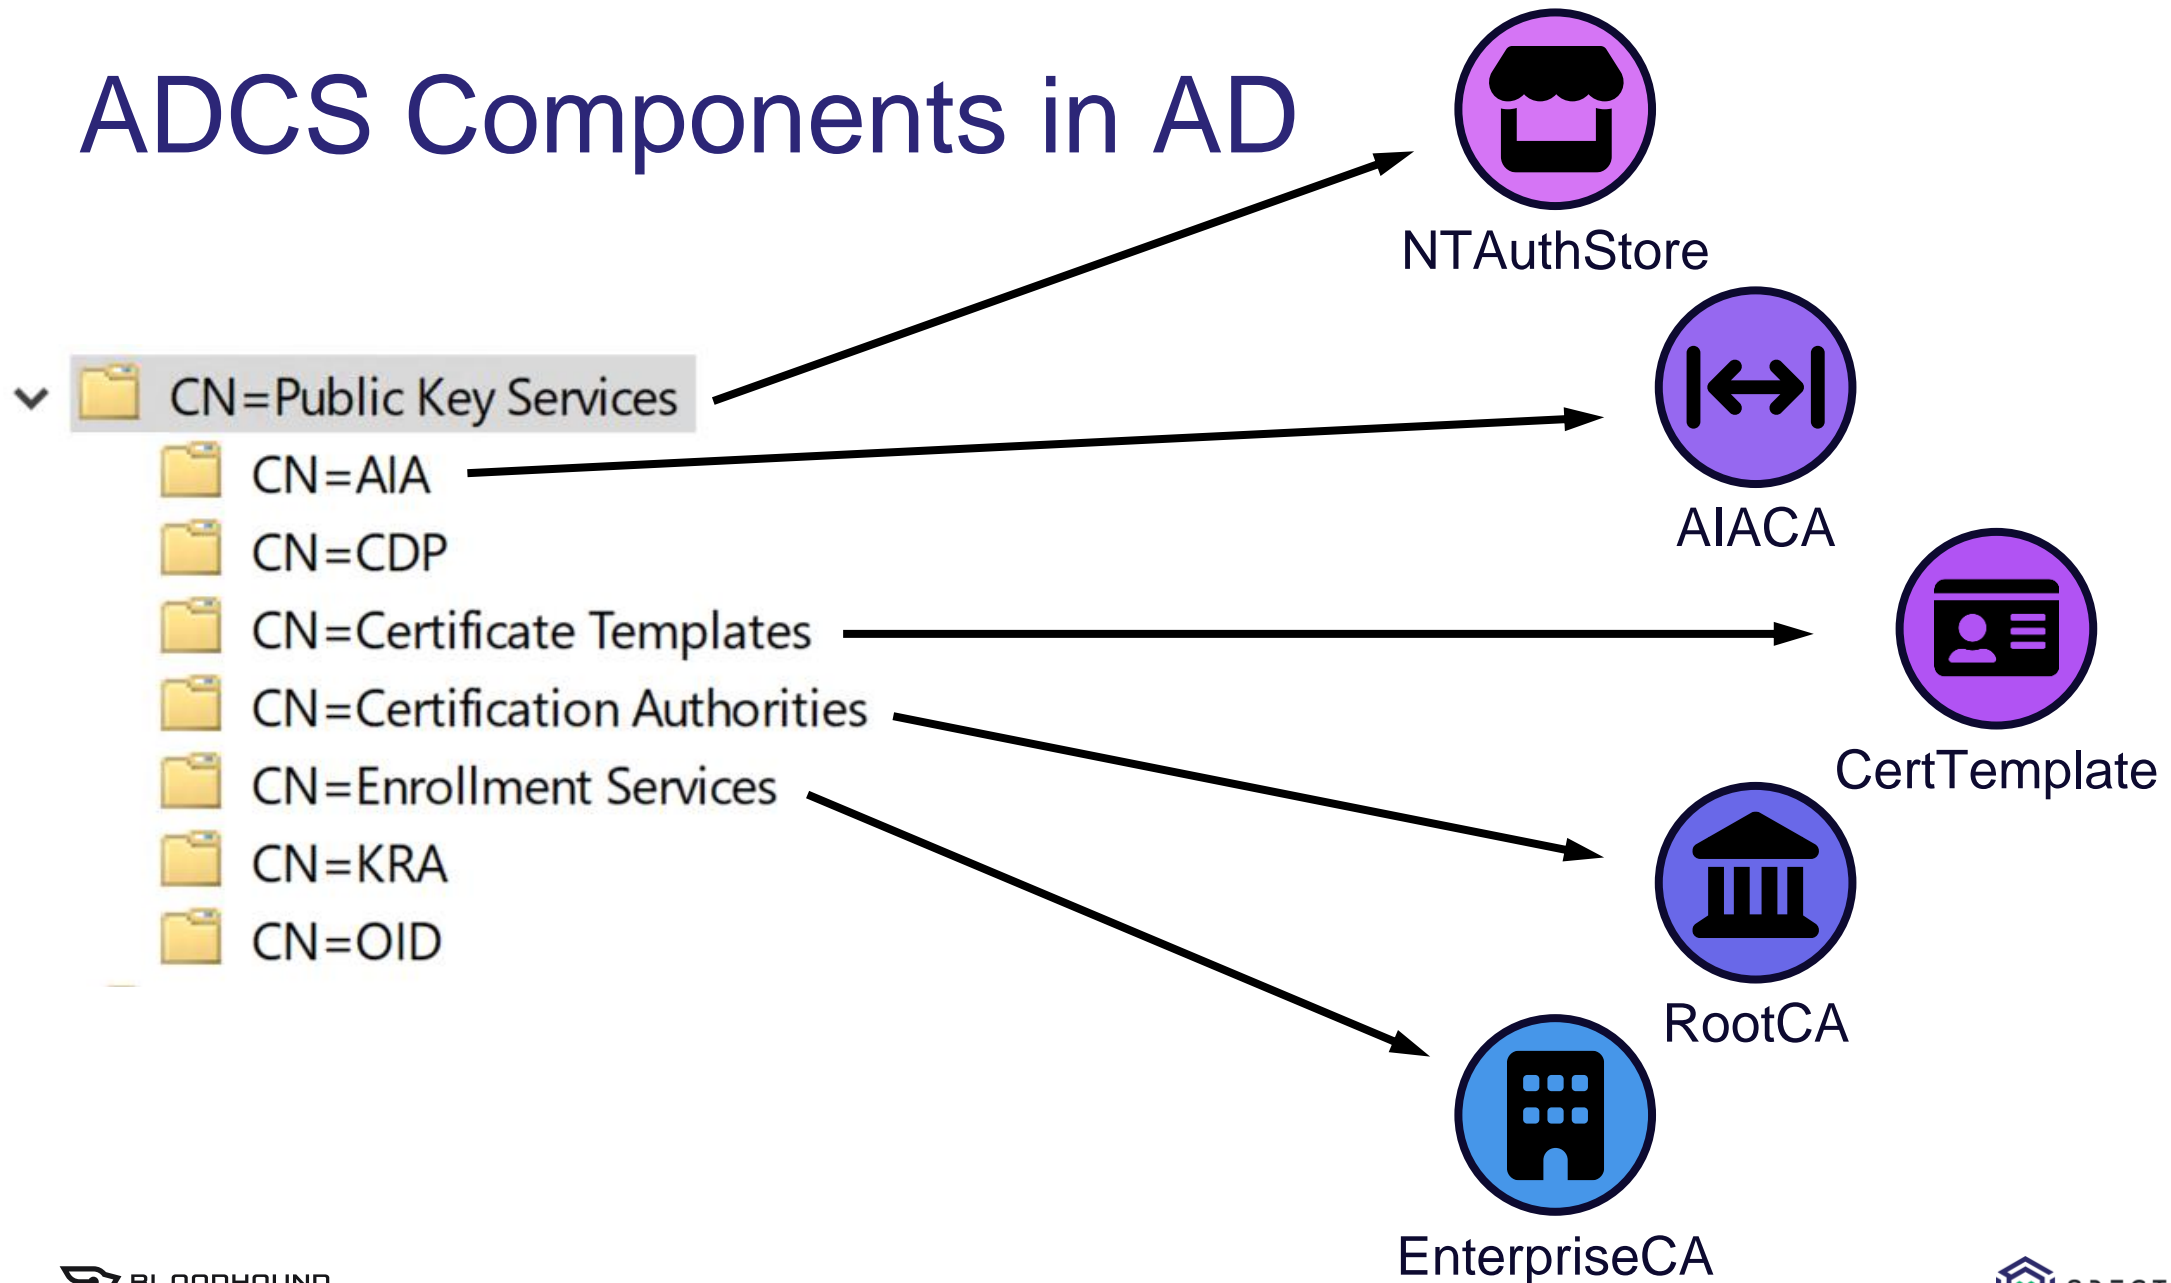 ADCS Components in AD
NTAuthStore
AIACA
CN=Public Key Services
CN=AIA
CN=CDP
CN=Certificate Templates
CN=Certification Authorities
CN=Enrollment Services
CN=KRA
CN=OID
CertTemplate
RootCA
EnterpriseCA
BLOODHOUND